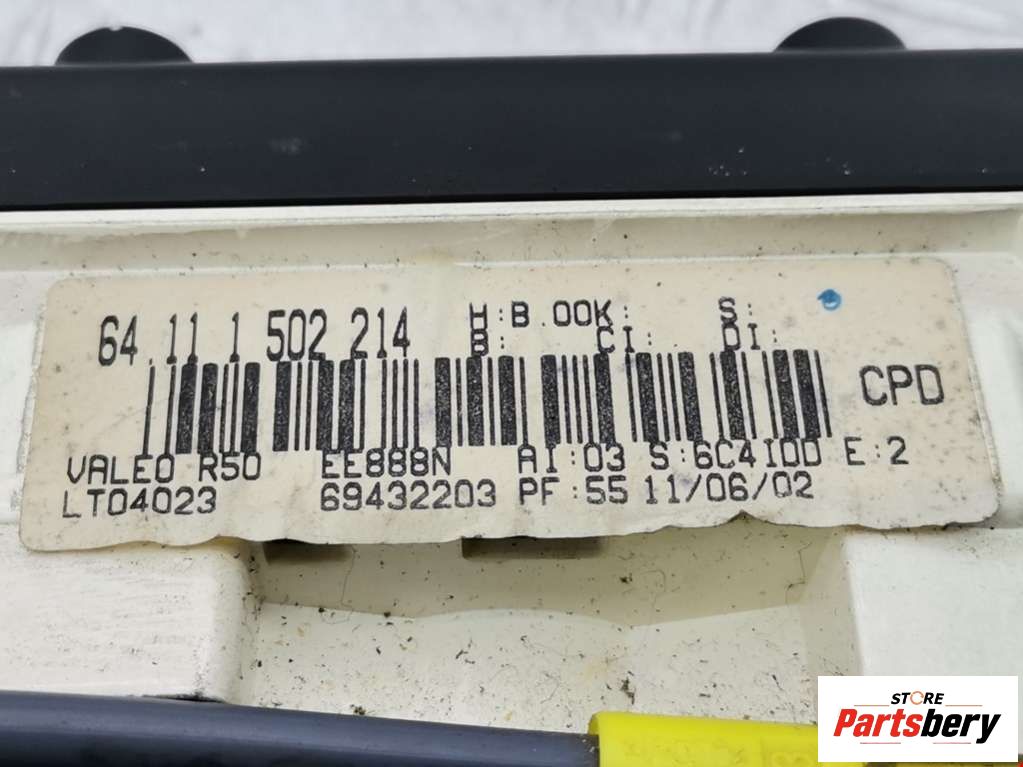 64.11 1 502 214
H:B.00K: S:
B: CI: DI:
CPD
VALEO R50 EE888N AI:03 S:6C4IOD E:2
LT04023 69432203 PF:55 11/06/02
STORE
Partsbery